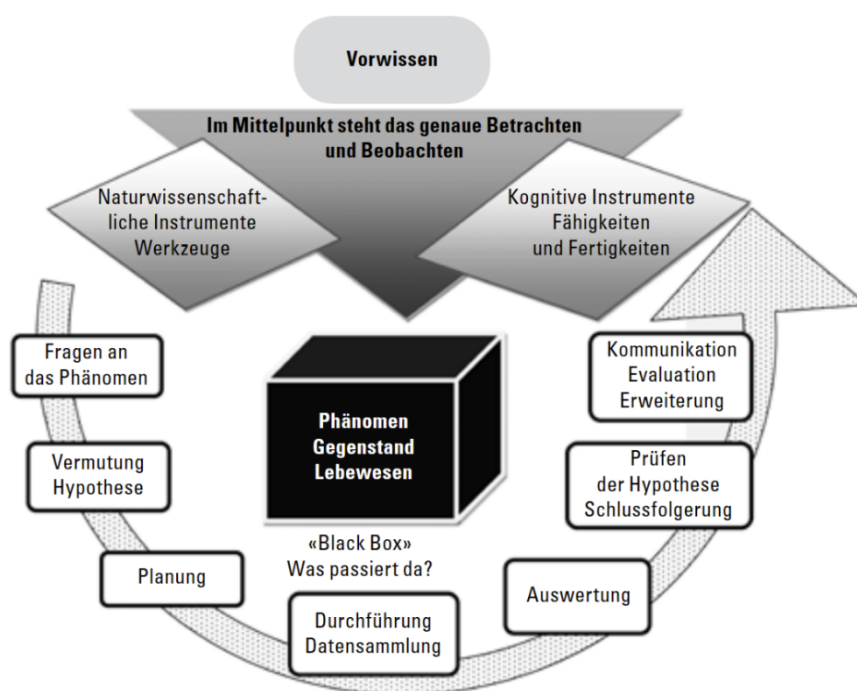 Vorwissen
Im Mittelpunkt steht das genaue Betrachten
und Beobachten
Naturwissenschaft-
liche Instrumente
Werkzeuge
Kognitive Instrumente
Fähigkeiten
und Fertigkeiten
Fragen an
das Phänomen
Vermutung
Hypothese
Planung
Phänomen
Gegenstand
Lebewesen
«Black Box»
Was passiert da?
Durchführung
Datensammlung
Auswertung
Prüfen
der Hypothese
Schlussfolgerung
Kommunikation
Evaluation
Erweiterung